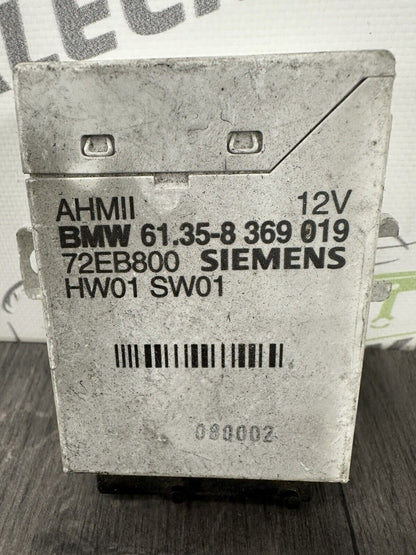 AHMII 12V
BMW 61.35-8 369 019
72EB800 SIEMENS
HW01 SW01
080002